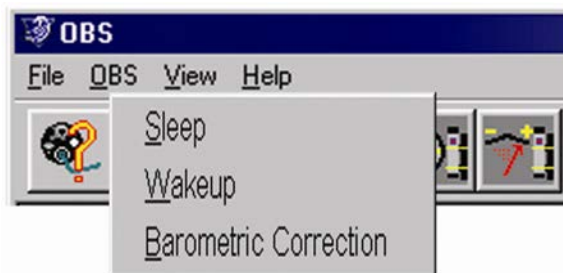 OBS
File OBS View Help
Sleep
Wakeup
Barometric Correction